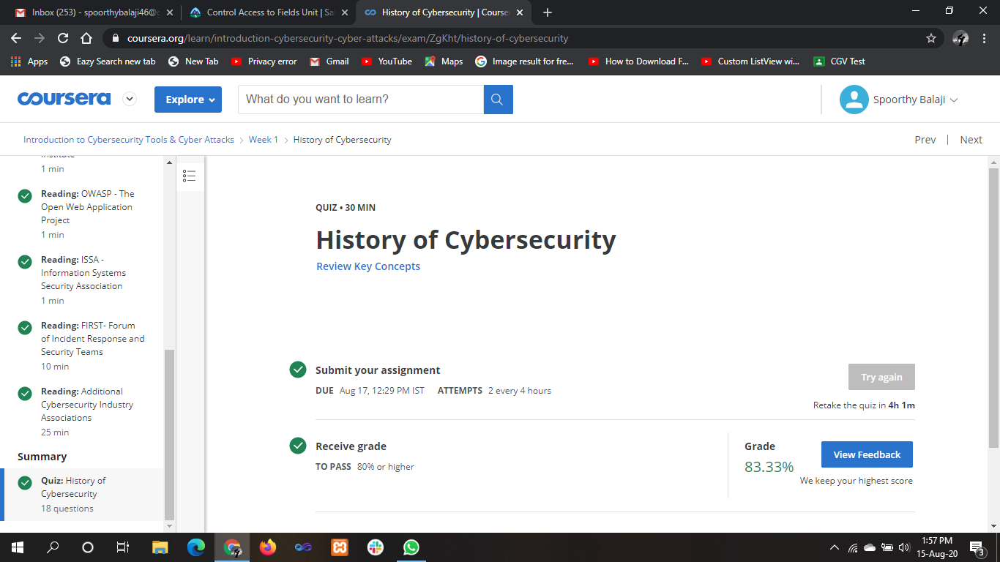 Inbox (253) - spoorthybalaji46@g
Control Access to Fields Unit | Sal
History of Cybersecurity | Courser
coursera.org/learn/introduction-cybersecurity-cyber-attacks/exam/ZgKht/history-of-cybersecurity
Apps
Eazy Search new tab
New Tab
Privacy error
Gmail
YouTube
Maps
Image result for fre...
How to Download F...
Custom ListView wi...
CGV Test
coursera
Explore
What do you want to learn?
Spoorthy Balaji
Introduction to Cybersecurity Tools & Cyber Attacks > Week 1 > History of Cybersecurity
Prev | Next
Institute
1 min
Reading: OWASP - The
Open Web Application
Project
1 min
Reading: ISSA -
Information Systems
Security Association
1 min
Reading: FIRST- Forum
of Incident Response and
Security Teams
10 min
Reading: Additional
Cybersecurity Industry
Associations
25 min
Summary
Quiz: History of
Cybersecurity
18 questions
QUIZ • 30 MIN
History of Cybersecurity
Review Key Concepts
Submit your assignment
DUE Aug 17, 12:29 PM IST ATTEMPTS 2 every 4 hours
Try again
Retake the quiz in 4h 1m
Receive grade
TO PASS 80% or higher
Grade
83.33%
View Feedback
We keep your highest score
1:57 PM
15-Aug-20
3